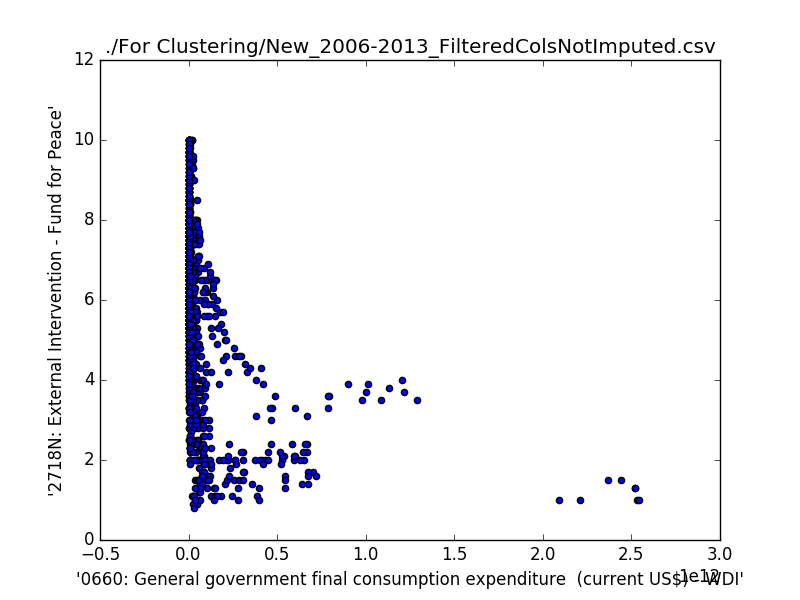 ./For Clustering/New_2006-2013_FilteredColsNotImputed.csv
12
10
8
6
4
2
0
'2718N: External Intervention - Fund for Peace'
−0.5 0.0 0.5 1.0 1.5 2.0 2.5 3.0
1e12
'0660: General government final consumption expenditure (current US$) - WDI'